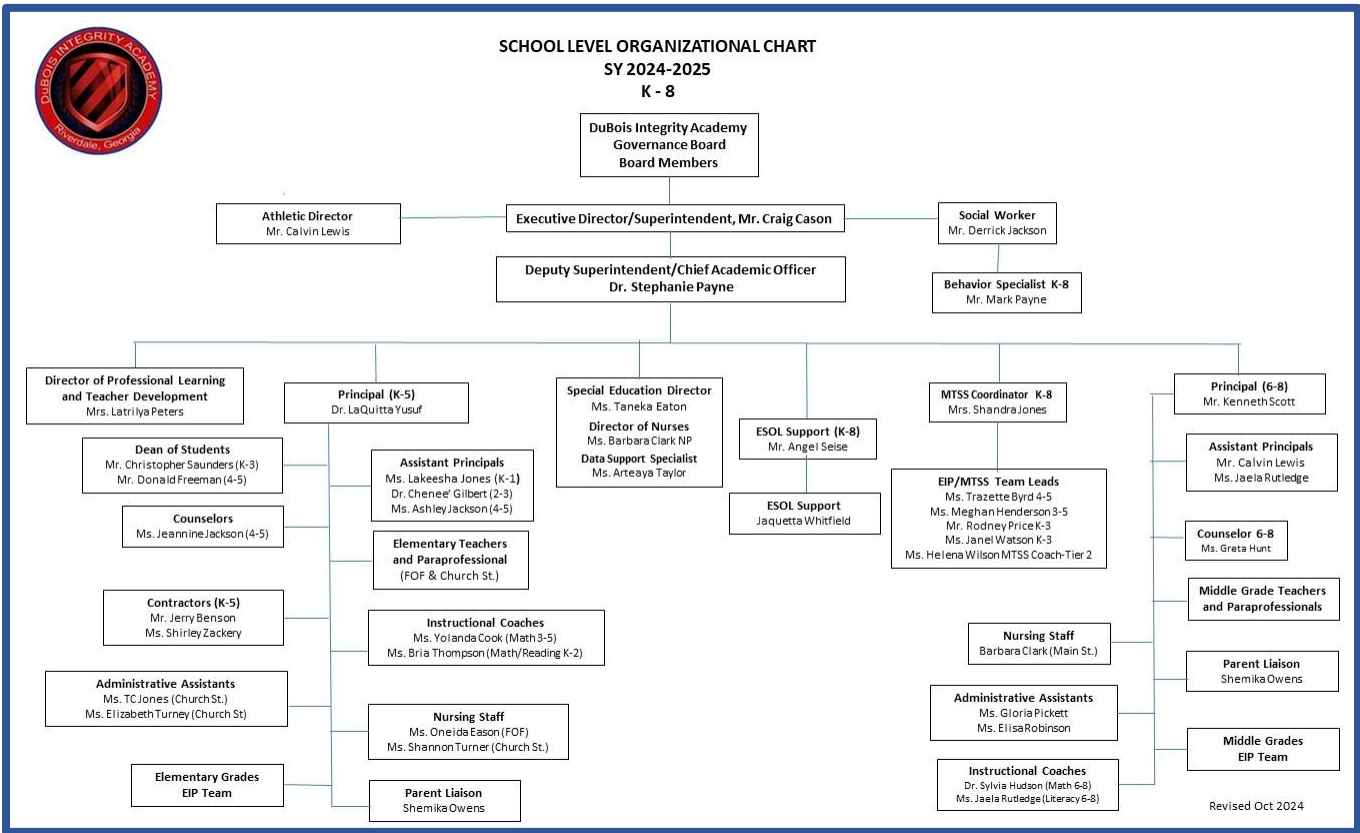 DuBOIS INTEGRITY ACADEMY
Riverdale, Georgia
SCHOOL LEVEL ORGANIZATIONAL CHART
SY 2024-2025
K - 8
DuBois Integrity Academy
Governance Board
Board Members
Athletic Director
Mr. Calvin Lewis
Executive Director/Superintendent, Mr. Craig Cason
Social Worker
Mr. Derrick Jackson
Deputy Superintendent/Chief Academic Officer
Dr. Stephanie Payne
Behavior Specialist K-8
Mr. Mark Payne
Director of Professional Learning
and Teacher Development
Mrs. Latrilya Peters
Principal (K-5)
Dr. LaQuitta Yusuf
Special Education Director
Ms. Taneka Eaton
Director of Nurses
Ms. Barbara Clark NP
Data Support Specialist
Ms. Arteaya Taylor
ESOL Support (K-8)
Mr. Angel Seise
ESOL Support
Jaquetta Whitfield
MTSS Coordinator K-8
Mrs. Shandra Jones
EIP/MTSS Team Leads
Ms. Trazette Byrd 4-5
Ms. Meghan Henderson 3-5
Mr. Rodney Price K-3
Ms. Janel Watson K-3
Ms. Helena Wilson MTSS Coach-Tier 2
Principal (6-8)
Mr. Kenneth Scott
Dean of Students
Mr. Christopher Saunders (K-3)
Mr. Donald Freeman (4-5)
Assistant Principals
Ms. Lakeesha Jones (K-1)
Dr. Chenee’ Gilbert (2-3)
Ms. Ashley Jackson (4-5)
Counselors
Ms. Jeannine Jackson (4-5)
Elementary Teachers
and Paraprofessional
(FOF & Church St.)
Contractors (K-5)
Mr. Jerry Benson
Ms. Shirley Zackery
Instructional Coaches
Ms. Yolanda Cook (Math 3-5)
Ms. Bria Thompson (Math/Reading K-2)
Administrative Assistants
Ms. TC Jones (Church St.)
Ms. Elizabeth Turney (Church St)
Nursing Staff
Ms. Oneida Eason (FOF)
Ms. Shannon Turner (Church St.)
Elementary Grades
EIP Team
Parent Liaison
Shemika Owens
Assistant Principals
Mr. Calvin Lewis
Ms. Jaela Rutledge
Counselor 6-8
Ms. Greta Hunt
Middle Grade Teachers
and Paraprofessionals
Nursing Staff
Barbara Clark (Main St.)
Parent Liaison
Shemika Owens
Administrative Assistants
Ms. Gloria Pickett
Ms. Elisa Robinson
Middle Grades
EIP Team
Instructional Coaches
Dr. Sylvia Hudson (Math 6-8)
Ms. Jaela Rutledge (Literacy 6-8)
Revised Oct 2024